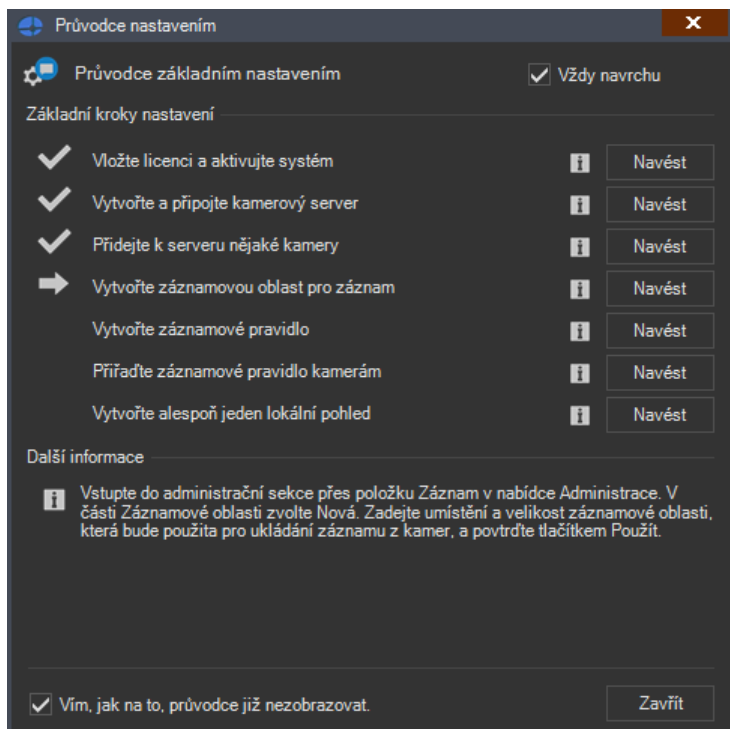 Průvodce nastavením
Průvodce základním nastavením
Vždy navrchu
Základní kroky nastavení
Vložte licenci a aktivujte systém
Navést
Vytvořte a připojte kamerový server
Navést
Přidejte k serveru nějaké kamery
Navést
Vytvořte záznamovou oblast pro záznam
Navést
Vytvořte záznamové pravidlo
Navést
Přiřaďte záznamové pravidlo kamerám
Navést
Vytvořte alespoň jeden lokální pohled
Navést
Další informace
Vstupte do administrační sekce přes položku Záznam v nabídce Administrace. V
části Záznamové oblasti zvolte Nová. Zadejte umístění a velikost záznamové oblasti,
která bude použita pro ukládání záznamu z kamer, a povtrďte tlačítkem Použít.
Vím, jak na to, průvodce již nezobrazovat.
Zavřít